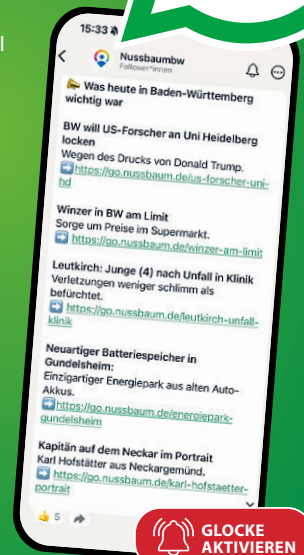 15:33
Nussbaumbw
Follower*innen
Was heute in Baden-Württemberg
wichtig war
BW will US-Forscher an Uni Heidelberg
locken
Wegen des Drucks von Donald Trump.
➡️https://go.nussbaum.de/us-forscher-uni-
hd
Winzer in BW am Limit
Sorge um Preise im Supermarkt.
➡️ https://go.nussbaum.de/winzer-am-limit
Leutkirch: Junge (4) nach Unfall in Klinik
Verletzungen weniger schlimm als
befürchtet.
➡️ https://go.nussbaum.de/leutkirch-unfall-
klinik
Neuartiger Batteriespeicher in
Gundelsheim:
Einzigartiger Energiepark aus alten Auto-
Akkus.
➡️https://go.nussbaum.de/energiepark-
gundelsheim
Kapitän auf dem Neckar im Portrait
Karl Hofstätter aus Neckargemünd.
➡️ https://go.nussbaum.de/karl-hofstaetter-
portrait
👍 5
GLOCKE
AKTIVIEREN